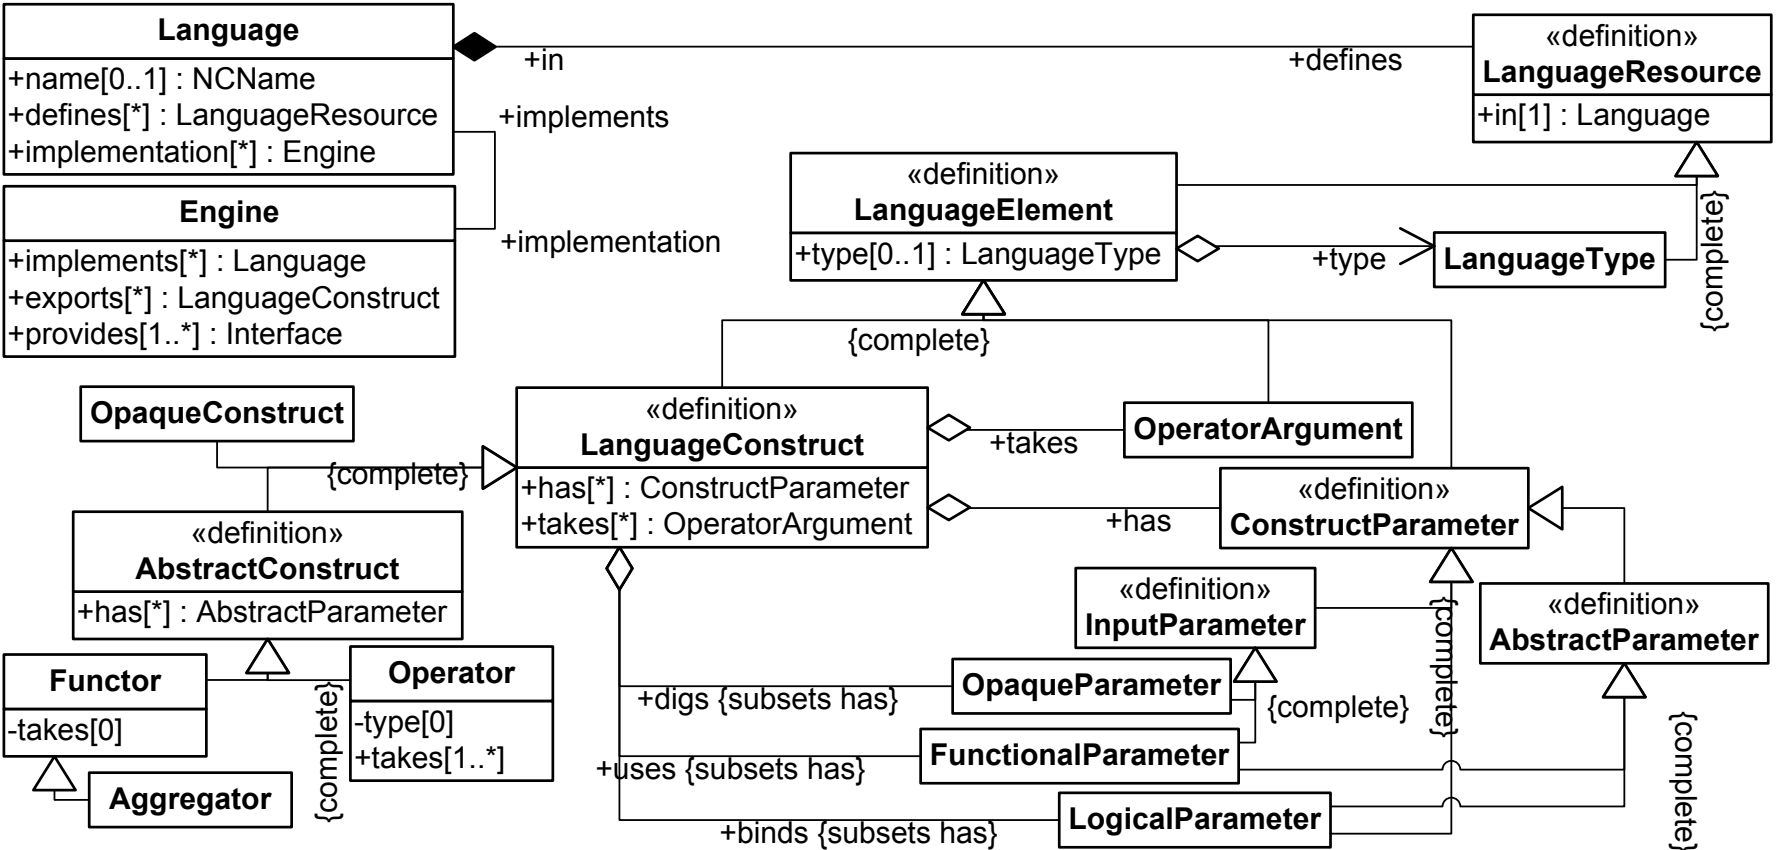 Language
+name[0..1] : NCName
+defines[*] : LanguageResource
+implementation[*] : Engine
+in
+defines
«definition»
LanguageResource
+in[1] : Language
+implements
+implementation
Engine
+implements[*] : Language
+exports[*] : LanguageConstruct
+provides[1..*] : Interface
«definition»
LanguageElement
+type[0..1] : LanguageType
+type
LanguageType
{complete}
{complete}
OpaqueConstruct
{complete}
«definition»
LanguageConstruct
+has[*] : ConstructParameter
+takes[*] : OperatorArgument
+takes
OperatorArgument
+has
«definition»
ConstructParameter
«definition»
AbstractConstruct
+has[*] : AbstractParameter
«definition»
InputParameter
{complete}
«definition»
AbstractParameter
Functor
-takes[0]
{complete}
Operator
-type[0]
+takes[1..*]
Aggregator
+digs {subsets has}
OpaqueParameter
{complete}
+uses {subsets has}
FunctionalParameter
+binds {subsets has}
LogicalParameter
{complete}